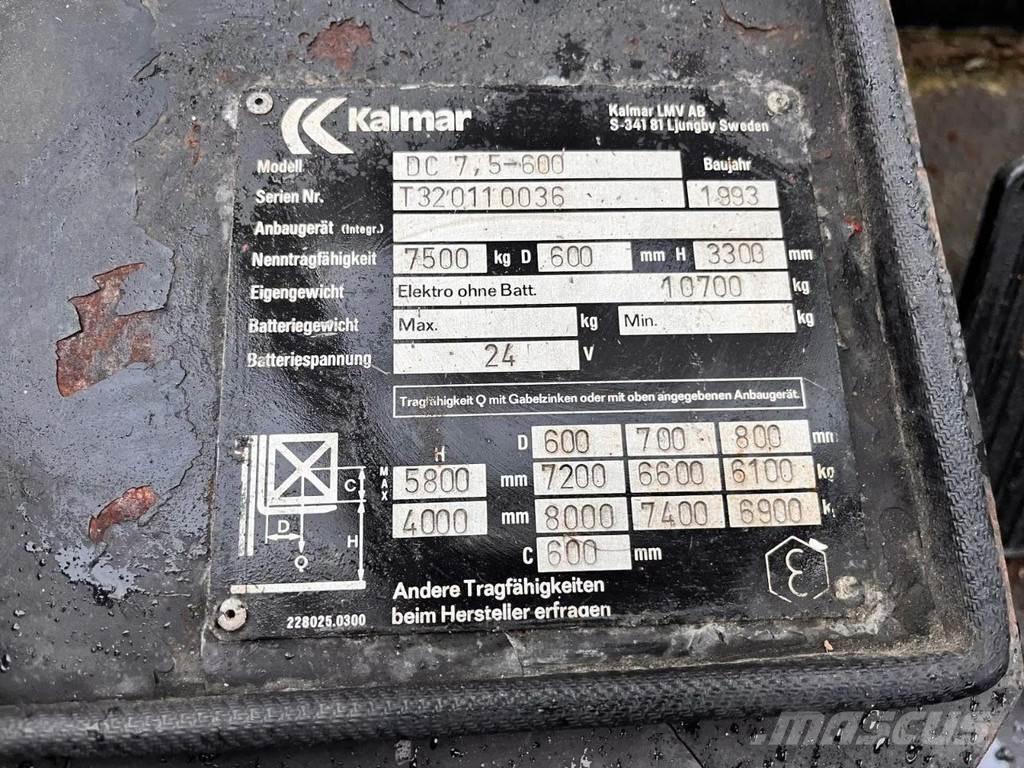 Kalmar
Kalmar LMV AB
S-341 81 Ljungby Sweden
Modell DC 7,5-600 Baujahr
Serien Nr. T320110036 1993
Anbaugerät (Integr.)
Nenntragfähigkeit 7500 kg D 600 mm H 3300 mm
Eigengewicht Elektro ohne Batt. 10700 kg
Batteriegewicht Max. kg Min. kg
Batteriespannung 24 V
Tragfähigkeit Q mit Gabelzinken oder mit oben angegebenen Anbaugerät.
H D 600 700 800 mm
MAX 5800 mm 7200 6600 6100 kg
4000 mm 8000 7400 6900 k
C 600 mm
C
D H
Q
Andere Tragfähigkeiten
beim Hersteller erfragen
228025.0300
MASCUS